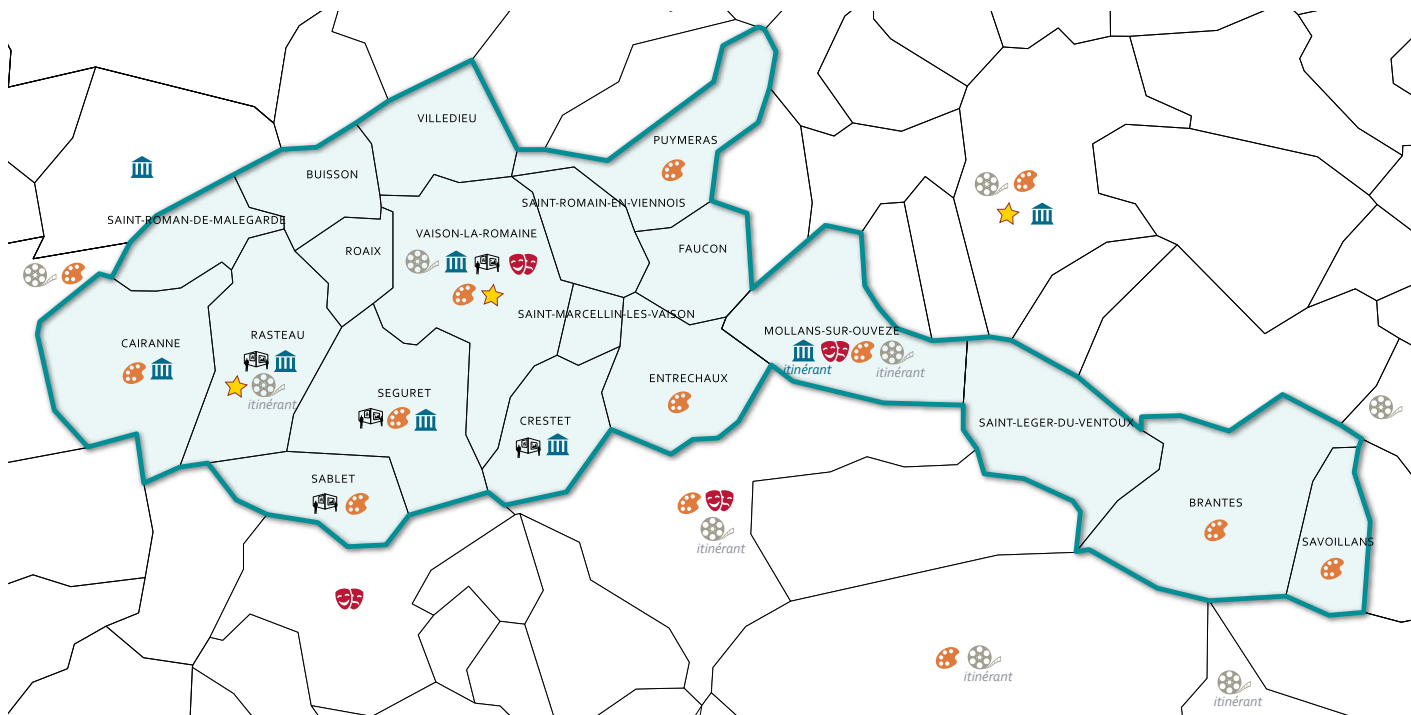 VILLEDIEU
PUYMERAS
BUISSON
SAINT-ROMAIN-EN-VIENNOIS
SAINT-ROMAN-DE-MALEGARDE
VAISON-LA-ROMAINE
ROAIX
FAUCON
SAINT-MARCELLIN-LES-VAISON
MOLLANS-SUR-OUVEZE
RASTEAU
CAIRANNE
itinérant
itinérant
ENTRECHAUX
SEGURET
itinérant
CRESTET
SAINT-LEGER-DU-VENTOUX
SABLET
BRANTES
SAVOILLANS
itinérant
itinérant
itinérant